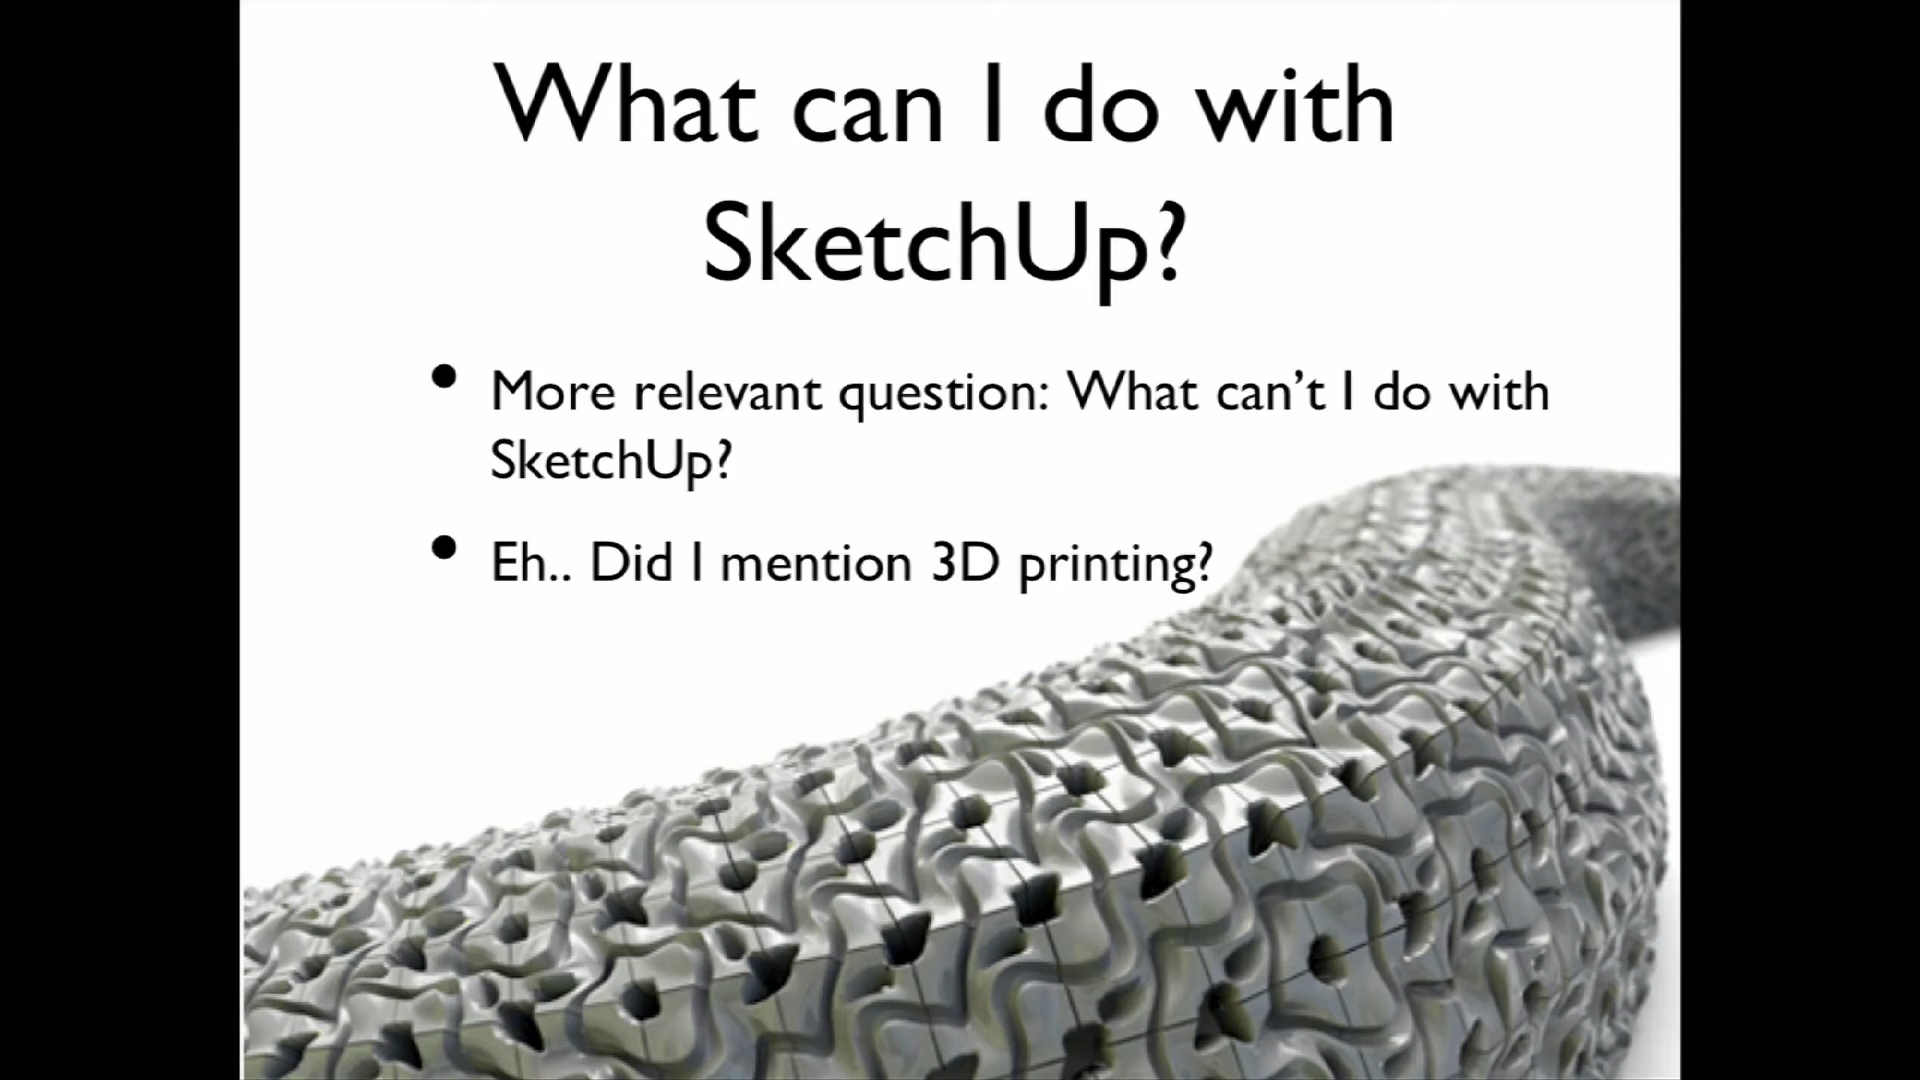 What can I do with
SketchUp?
• More relevant question: What can’t I do with
SketchUp?
• Eh.. Did I mention 3D printing?